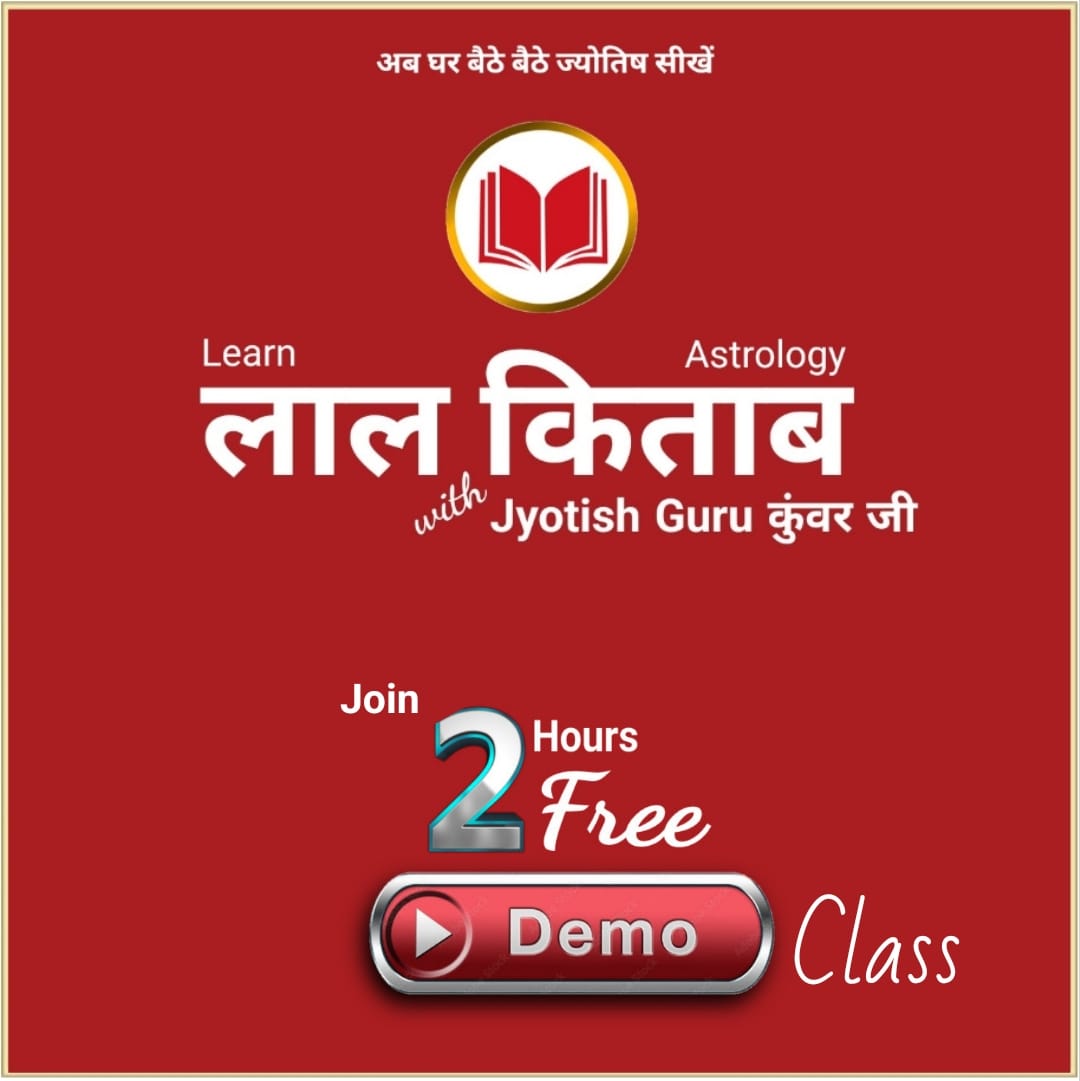 अब घर बैठे बैठे ज्योतिष सीखें
Learn Astrology
लाल किताब
with Jyotish Guru कुंवर जी
Join
2 Hours
Free
Demo Class